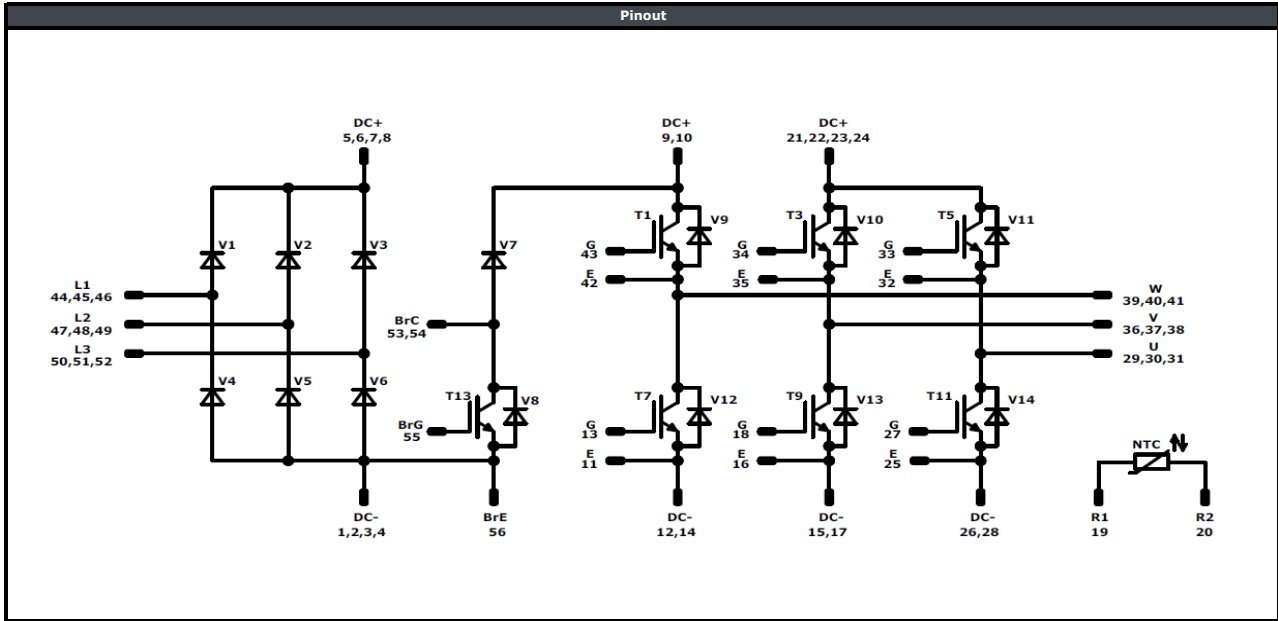 Pinout
DC+
5,6,7,8
DC+
9,10
DC+
21,22,23,24
V1
V2
V3
V7
T1
V9
T3
V10
T5
V11
G
43
G
34
G
33
E
42
E
35
E
32
L1
44,45,46
L2
47,48,49
L3
50,51,52
BrC
53,54
W
39,40,41
V
36,37,38
U
29,30,31
V4
V5
V6
T13
V8
T7
V12
T9
V13
T11
V14
BrG
55
G
13
G
18
G
27
E
11
E
16
E
25
NTC
DC-
1,2,3,4
BrE
56
DC-
12,14
DC-
15,17
DC-
26,28
R1
19
R2
20